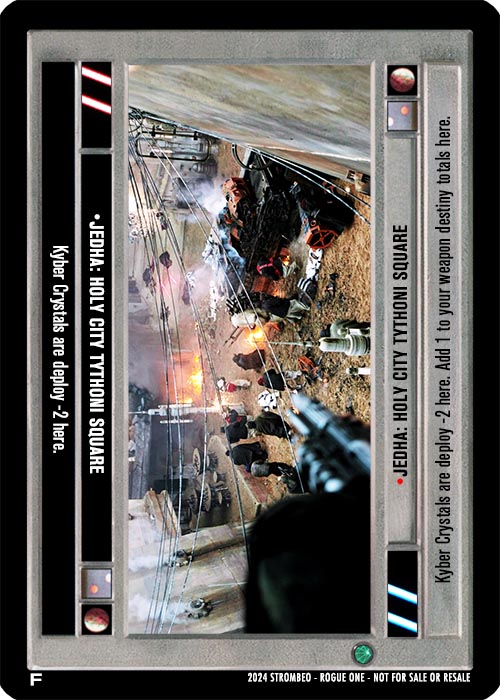 •JEDHA: HOLY CITY TYTHONI SQUARE
Kyber Crystals are deploy -2 here.
•JEDHA: HOLY CITY TYTHONI SQUARE
Kyber Crystals are deploy -2 here. Add 1 to your weapon destiny totals here.
F
2024 STROMBEO - ROGUE ONE - NOT FOR SALE OR RESALE